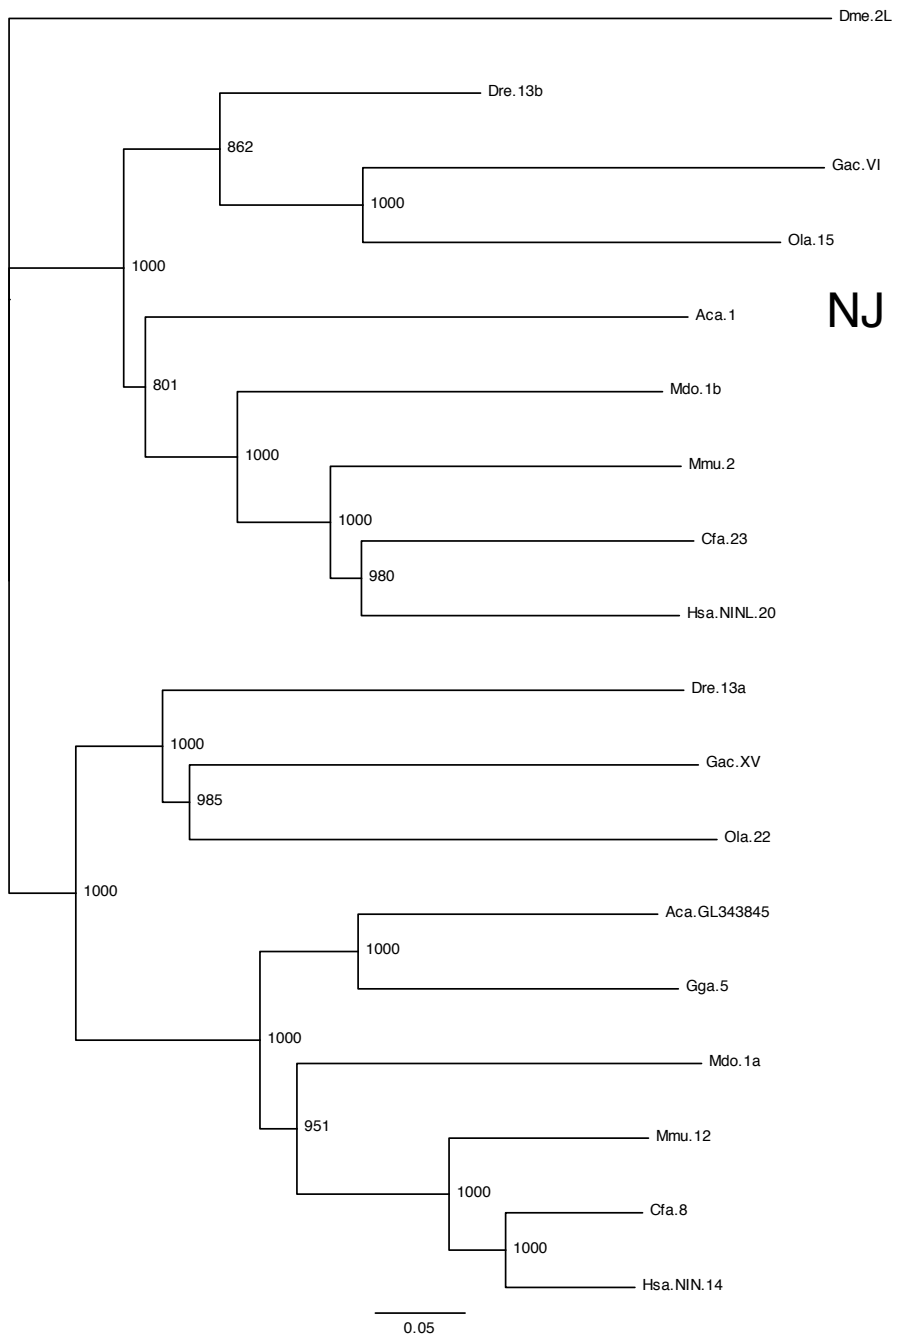 Dme.2L
Dre.13b
862
Gac.VI
1000
Ola.15
1000
NJ
Aca.1
801
Mdo.1b
1000
Mmu.2
1000
Cfa.23
980
Hsa.NINL.20
Dre.13a
1000
Gac.XV
985
Ola.22
1000
Aca.GL343845
1000
Gga.5
1000
Mdo.1a
951
Mmu.12
1000
Cfa.8
1000
Hsa.NIN.14
0.05